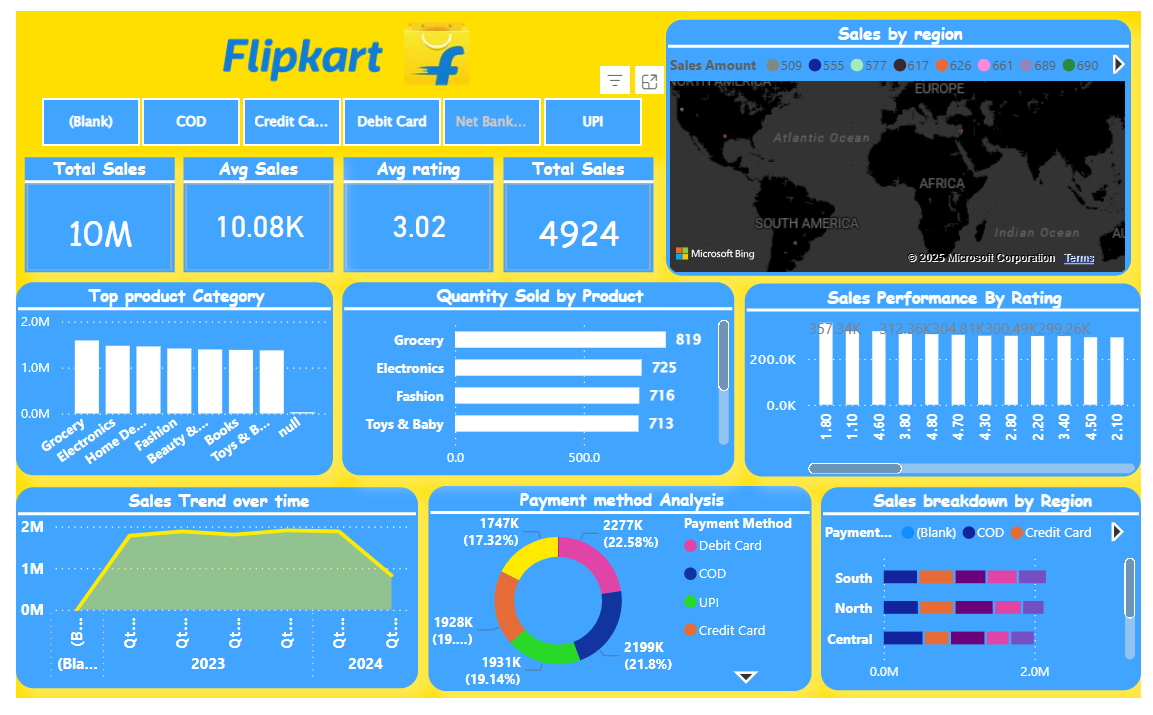 Flipkart
(Blank)
COD
Credit Ca...
Debit Card
Net Bank...
UPI
Total Sales
10M
Avg Sales
10.08K
Avg rating
3.02
Total Sales
4924
Sales by region
Sales Amount 509 555 577 617 626 661 689 690
NORTH AMERICA
EUROPE
Atlantic Ocean
AFRICA
SOUTH AMERICA
Indian Ocean
AU
Microsoft Bing
© 2025 Microsoft Corporation Terms
Top product Category
2.0M
1.0M
0.0M
Grocery
Electronics
Home De...
Fashion
Beauty &...
Books
Toys & B...
null
Quantity Sold by Product
Grocery 819
Electronics 725
Fashion 716
Toys & Baby 713
0.0 500.0
Sales Performance By Rating
357.34K 312.36K 304.81K 300.49K 299.26K
200.0K
0.0K
1.80 1.10 4.60 3.80 4.80 4.70 4.30 2.80 2.20 3.40 4.50 2.10
Sales Trend over time
2M
1M
0M
(B... Qt... Qt... Qt... Qt... Qt... Qt...
(Bla... 2023 2024
Payment method Analysis
1747K
(17.32%)
2277K
(22.58%)
1928K
(19....)
1931K
(19.14%)
2199K
(21.8%)
Payment Method
Debit Card
COD
UPI
Credit Card
Sales breakdown by Region
Payment... (Blank) COD Credit Card
South
North
Central
0.0M 2.0M